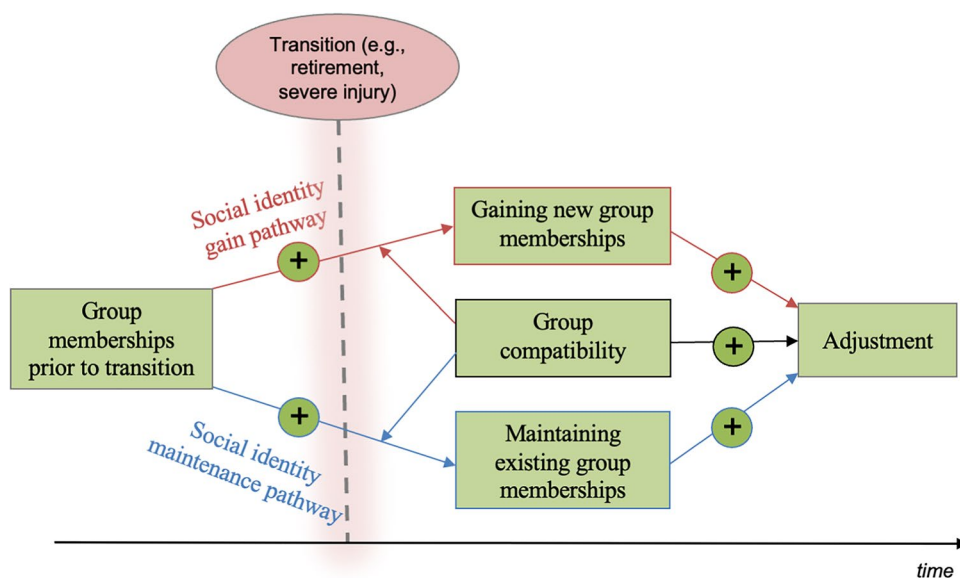 Transition (e.g.,
retirement,
severe injury)
Social identity
gain pathway
+
Gaining new group
memberships
+
Group
memberships
prior to transition
Group
compatibility
+
Adjustment
+
Social identity
maintenance pathway
Maintaining
existing group
memberships
+
time